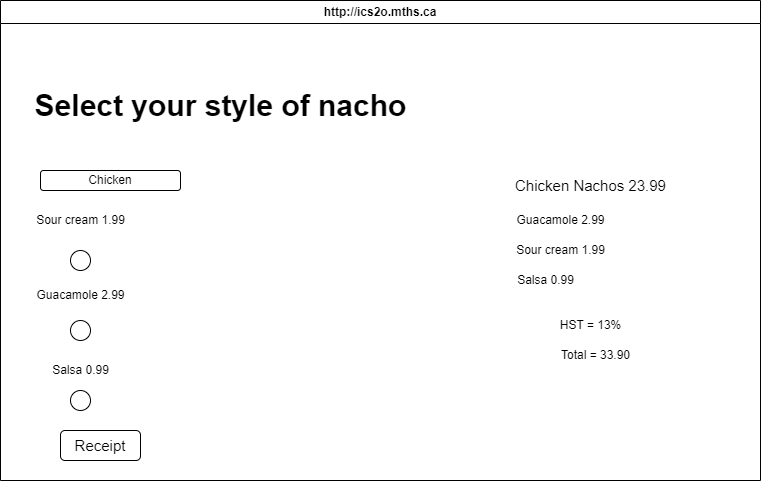 http://ics2o.mths.ca
Select your style of nacho
Chicken
Sour cream 1.99
Guacamole 2.99
Salsa 0.99
Receipt
Chicken Nachos 23.99
Guacamole 2.99
Sour cream 1.99
Salsa 0.99
HST = 13%
Total = 33.90